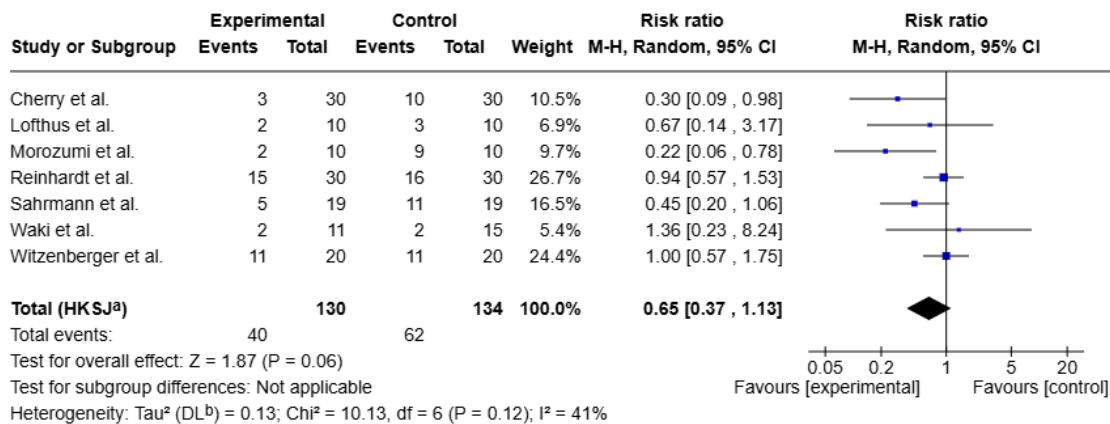 Experimental Control Risk ratio Risk ratio
Study or Subgroup Events Total Events Total Weight M-H, Random, 95% CI M-H, Random, 95% CI
Cherry et al. 3 30 10 30 10.5% 0.30 [0.09 , 0.98]
Lofthus et al. 2 10 3 10 6.9% 0.67 [0.14 , 3.17]
Morozumi et al. 2 10 9 10 9.7% 0.22 [0.06 , 0.78]
Reinhardt et al. 15 30 16 30 26.7% 0.94 [0.57 , 1.53]
Sahrmann et al. 5 19 11 19 16.5% 0.45 [0.20 , 1.06]
Waki et al. 2 11 2 15 5.4% 1.36 [0.23 , 8.24]
Witzenberger et al. 11 20 11 20 24.4% 1.00 [0.57 , 1.75]
Total (HKSJᵃ) 130 134 100.0% 0.65 [0.37 , 1.13]
Total events: 40 62
Test for overall effect: Z = 1.87 (P = 0.06) 0.05 0.2 1 5 20
Test for subgroup differences: Not applicable Favours [experimental] Favours [control]
Heterogeneity: Tau² (DLᵇ) = 0.13; Chi² = 10.13, df = 6 (P = 0.12); I² = 41%